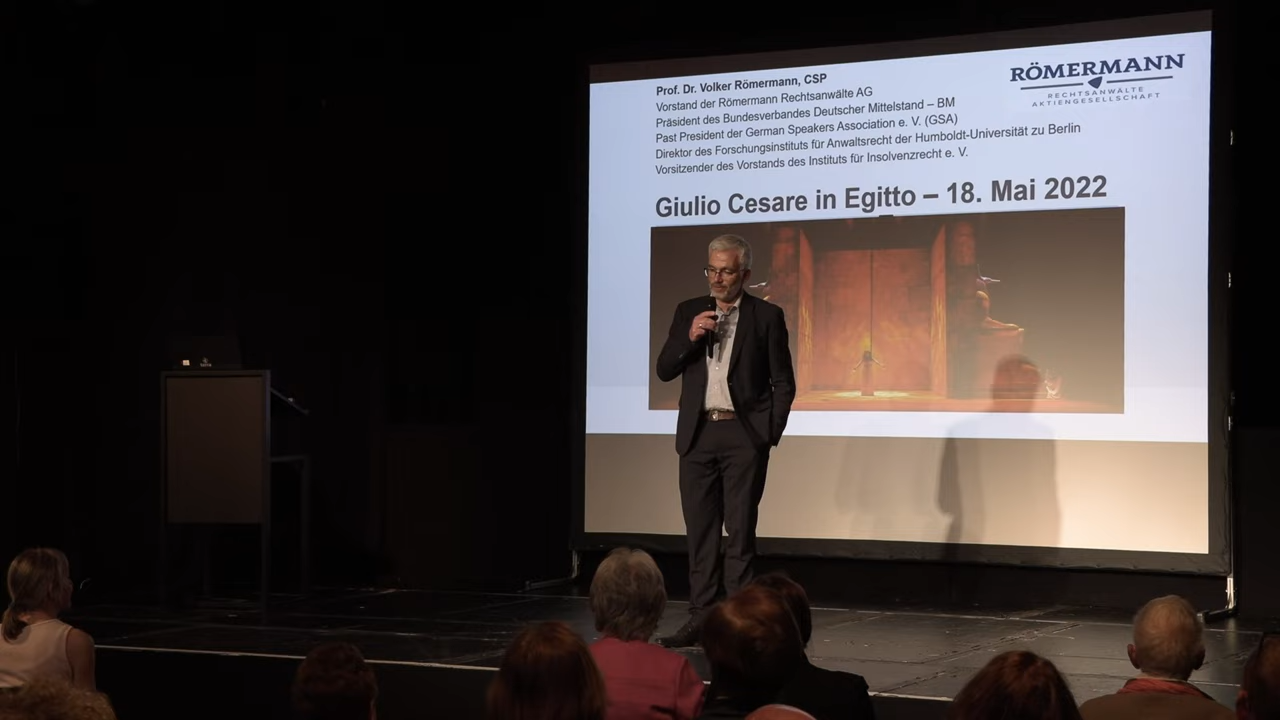 Prof. Dr. Volker Römermann, CSP
Vorstand der Römermann Rechtsanwälte AG
Präsident des Bundesverbandes Deutscher Mittelstand – BM
Past President der German Speakers Association e. V. (GSA)
Direktor des Forschungsinstituts für Anwaltsrecht der Humboldt-Universität zu Berlin
Vorsitzender des Vorstands des Instituts für Insolvenzrecht e. V.
RÖMERMANN
RECHTSANWÄLTE
AKTIENGESELLSCHAFT
Giulio Cesare in Egitto – 18. Mai 2022